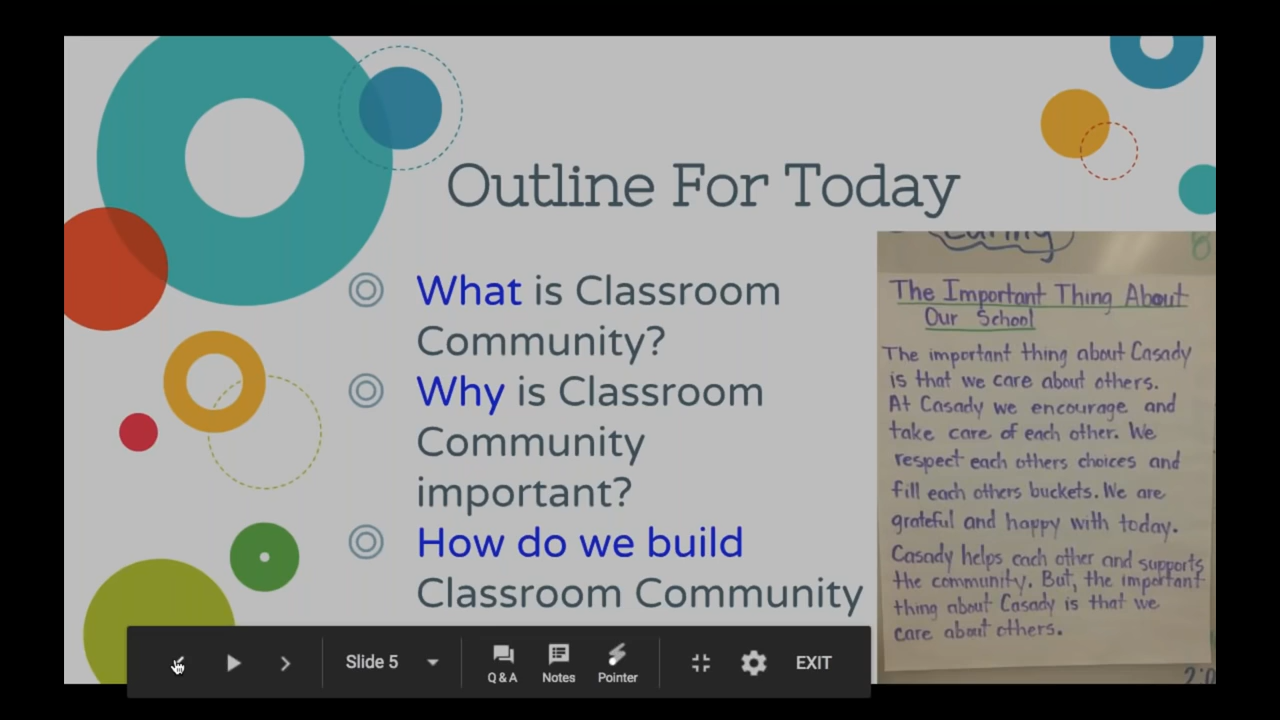 Outline For Today
What is Classroom
Community?
Why is Classroom
Community
important?
How do we build
Classroom Community
Caring
The Important Thing About
Our School
The important thing about Casady
is that we care about others.
At Casady we encourage and
take care of each other. We
respect each others choices and
fill each others buckets. We are
grateful and happy with today.
Casady helps each other and supports
the community. But, the important
thing about Casady is that we
care about others.
Slide 5
Q & A
Notes
Pointer
EXIT